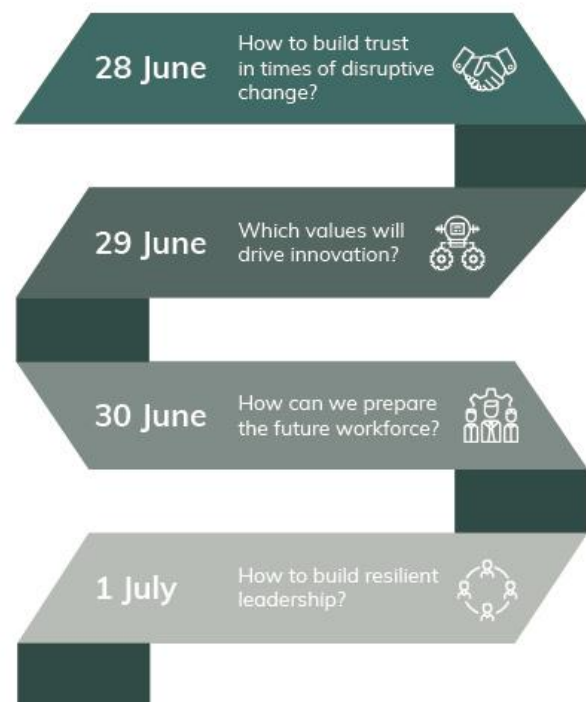 28 June
How to build trust
in times of disruptive
change?
29 June
Which values will
drive innovation?
30 June
How can we prepare
the future workforce?
1 July
How to build resilient
leadership?